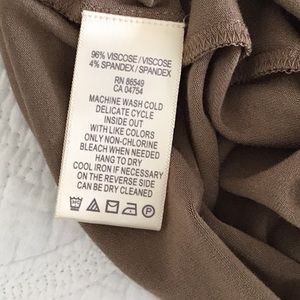 96% VISCOSE / VISCOSE
4% SPANDEX / SPANDEX
RN 86549
CA 04754
MACHINE WASH COLD
DELICATE CYCLE
INSIDE OUT
WITH LIKE COLORS
ONLY NON-CHLORINE
BLEACH WHEN NEEDED
HANG TO DRY
COOL IRON IF NECESSARY
ON THE REVERSE SIDE
CAN BE DRY CLEANED
P